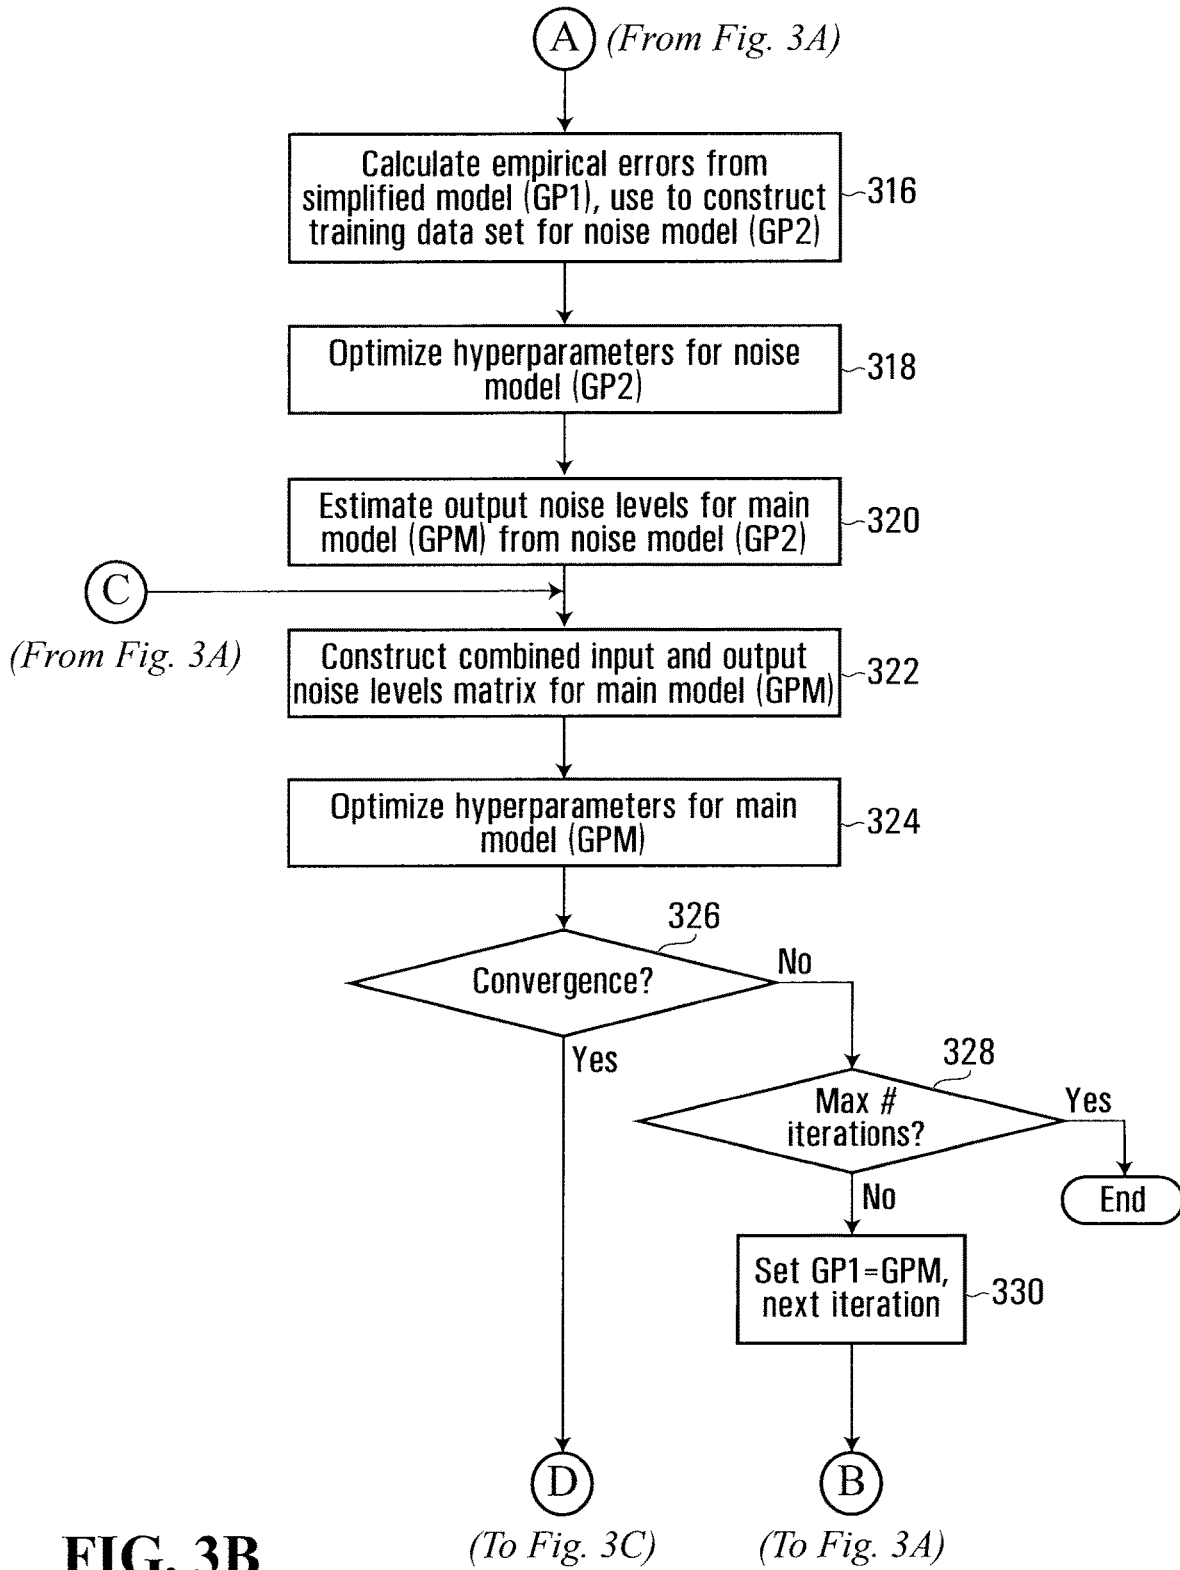 A (From Fig. 3A)
Calculate empirical errors from
simplified model (GP1), use to construct
training data set for noise model (GP2)
316
Optimize hyperparameters for noise
model (GP2)
318
Estimate output noise levels for main
model (GPM) from noise model (GP2)
320
C
(From Fig. 3A)
Construct combined input and output
noise levels matrix for main model (GPM)
322
Optimize hyperparameters for main
model (GPM)
324
326
Convergence?
No
Yes
328
Max #
iterations?
Yes
No
End
Set GP1=GPM,
next iteration
330
D
B
(To Fig. 3C)
(To Fig. 3A)
FIG. 3B